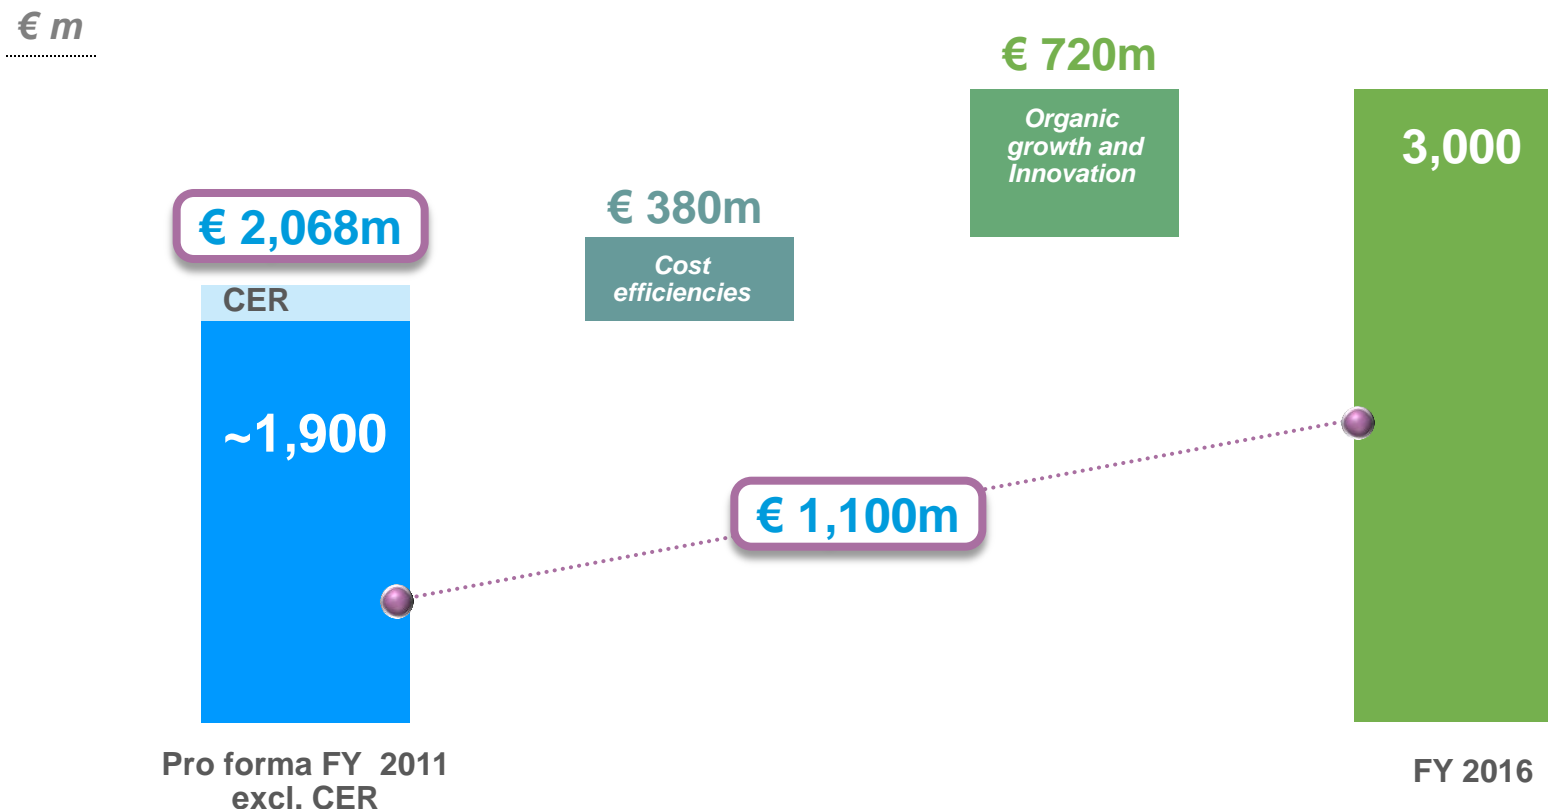 € m
€ 720m
Organic
growth and
Innovation
3,000
€ 2,068m
€ 380m
Cost
efficiencies
CER
~1,900
€ 1,100m
Pro forma FY 2011
excl. CER
FY 2016